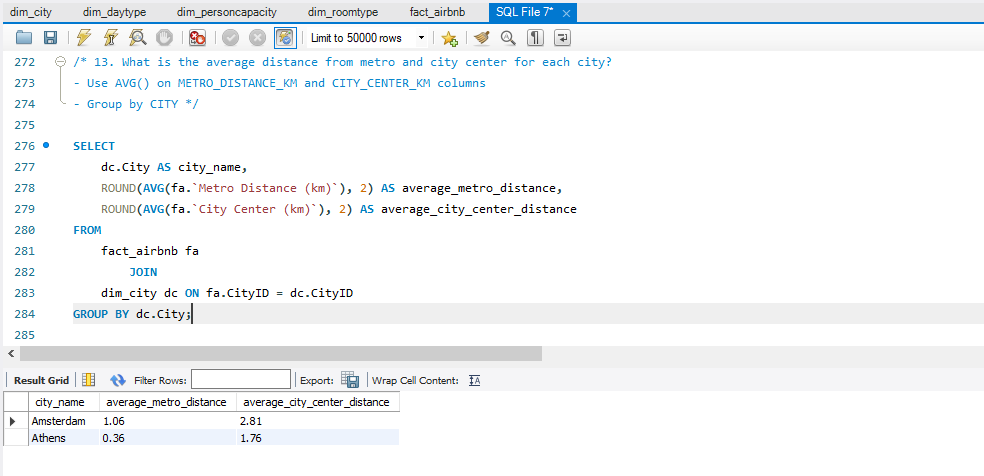 dim_city dim_daytype dim_personcapacity dim_roomtype fact_airbnb SQL File 7*
Limit to 50000 rows
272 /* 13. What is the average distance from metro and city center for each city?
273 - Use AVG() on METRO_DISTANCE_KM and CITY_CENTER_KM columns
274 - Group by CITY */
275
276 SELECT
277 dc.City AS city_name,
278 ROUND(AVG(fa.`Metro Distance (km)`), 2) AS average_metro_distance,
279 ROUND(AVG(fa.`City Center (km)`), 2) AS average_city_center_distance
280 FROM
281 fact_airbnb fa
282 JOIN
283 dim_city dc ON fa.CityID = dc.CityID
284 GROUP BY dc.City;
285
Result Grid Filter Rows: Export: Wrap Cell Content: IA
city_name average_metro_distance average_city_center_distance
Amsterdam 1.06 2.81
Athens 0.36 1.76